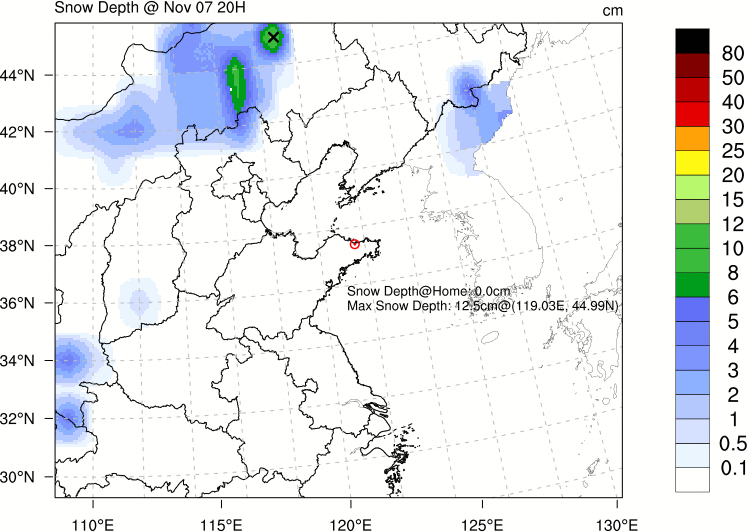 Snow Depth @ Nov 07 20H
cm
44°N
42°N
40°N
38°N
36°N
34°N
32°N
30°N
110°E 115°E 120°E 125°E 130°E
Snow Depth@Home: 0.0cm
Max Snow Depth: 12.5cm@(119.03E, 44.99N)
80
50
40
30
25
20
15
12
10
8
6
5
4
3
2
1
0.5
0.1